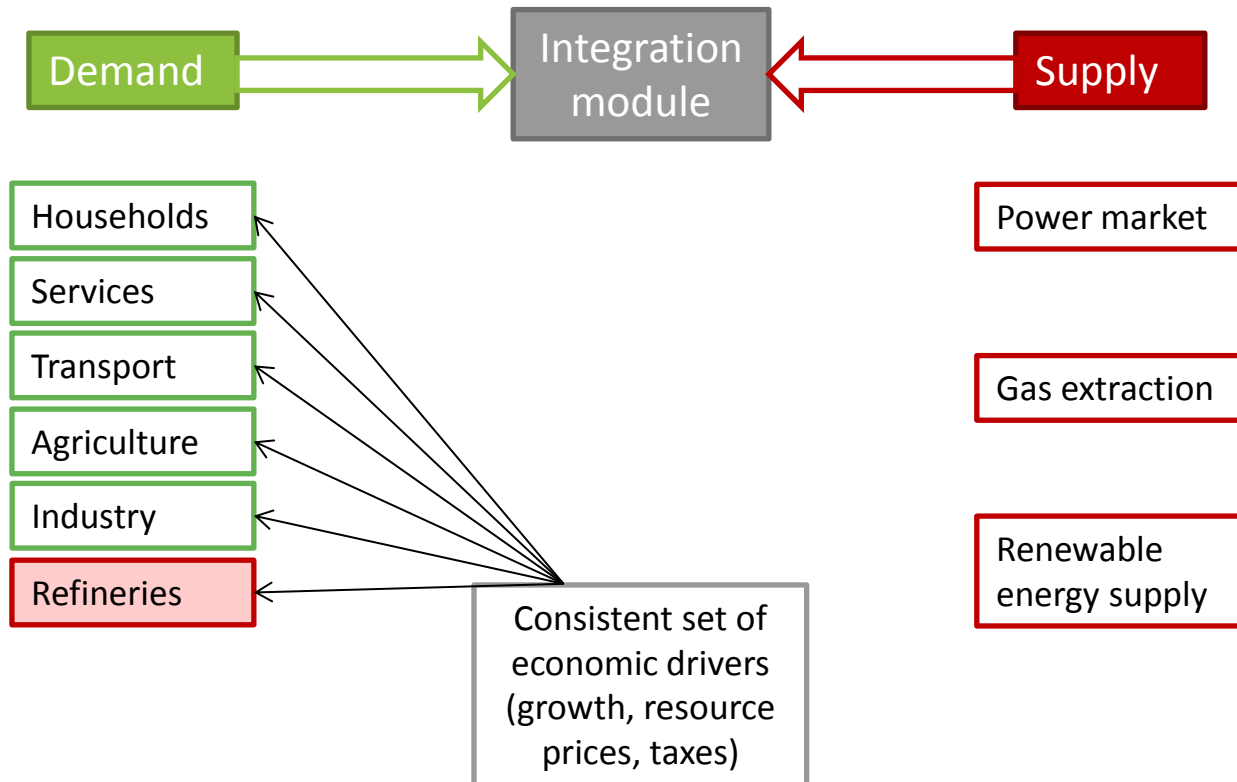 Demand
Integration
module
Supply
Households
Services
Transport
Agriculture
Industry
Refineries
Power market
Gas extraction
Renewable
energy supply
Consistent set of
economic drivers
(growth, resource
prices, taxes)